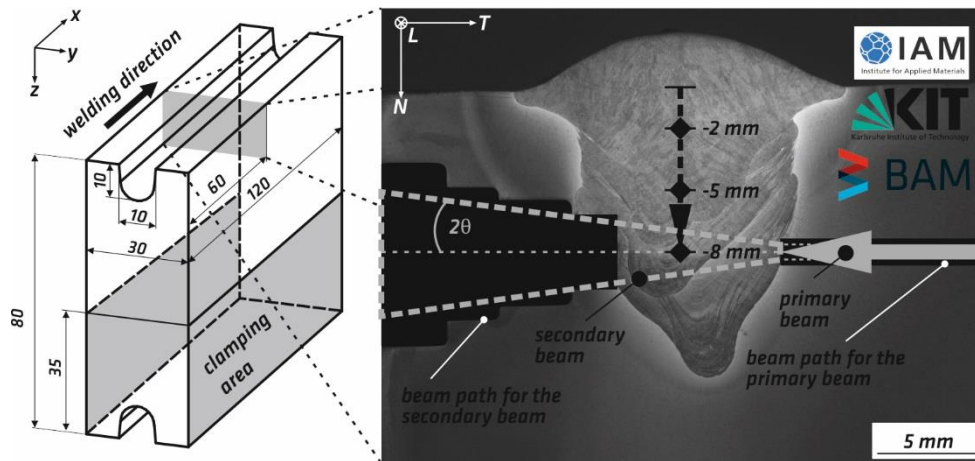 x
y
z
welding direction
10
10
60
120
30
80
35
clamping
area
L
T
N
-2 mm
-5 mm
-8 mm
2θ
secondary
beam
primary
beam
beam path for the
secondary beam
beam path for the
primary beam
5 mm
IAM
Institute for Applied Materials
KIT
Karlsruhe Institute of Technology
BAM